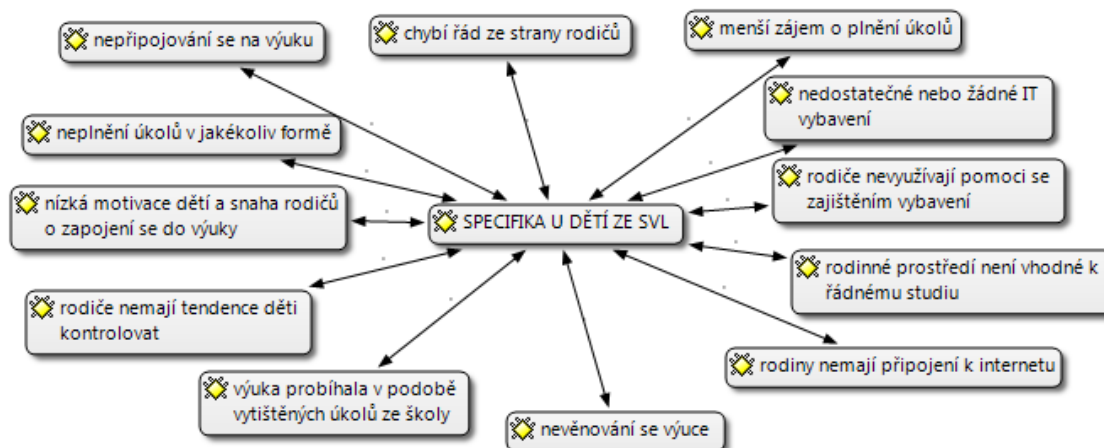 nepřipojování se na výuku
chybí řád ze strany rodičů
menší zájem o plnění úkolů
nedostatečné nebo žádné IT
vybavení
neplnění úkolů v jakékoliv formě
rodiče nevyužívají pomoci se
zajištěním vybavení
nízká motivace dětí a snaha rodičů
o zapojení se do výuky
SPECIFIKA U DĚTÍ ZE SVL
rodinné prostředí není vhodné k
řádnému studiu
rodiče nemají tendence děti
kontrolovat
rodiny nemají připojení k internetu
výuka probíhala v podobě
vytištěných úkolů ze školy
nevěnování se výuce